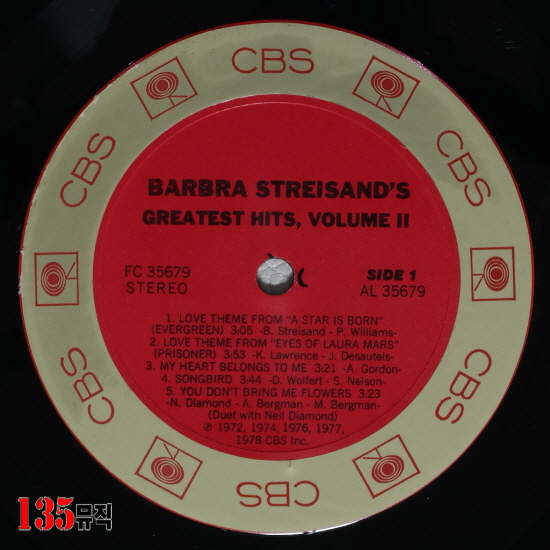 CBS
CBS
CBS
CBS
CBS
CBS
BARBRA STREISAND'S
GREATEST HITS, VOLUME II
FC 35679
STEREO
SIDE 1
AL 35679
1. LOVE THEME FROM "A STAR IS BORN"
(EVERGREEN) 3:05 -B. Streisand - P. Williams-
2. LOVE THEME FROM "EYES OF LAURA MARS"
(PRISONER) 3:53 -K. Lawrence - J. Desautels-
3. MY HEART BELONGS TO ME 3:21 -A. Gordon-
4. SONGBIRD 3:44 -D. Wolfert - S. Nelson-
5. YOU DON'T BRING ME FLOWERS 3:23
-N. Diamond - A. Bergman - M. Bergman-
(Duet with Neil Diamond)
℗ 1972, 1974, 1976, 1977,
1978 CBS Inc.
135뮤직